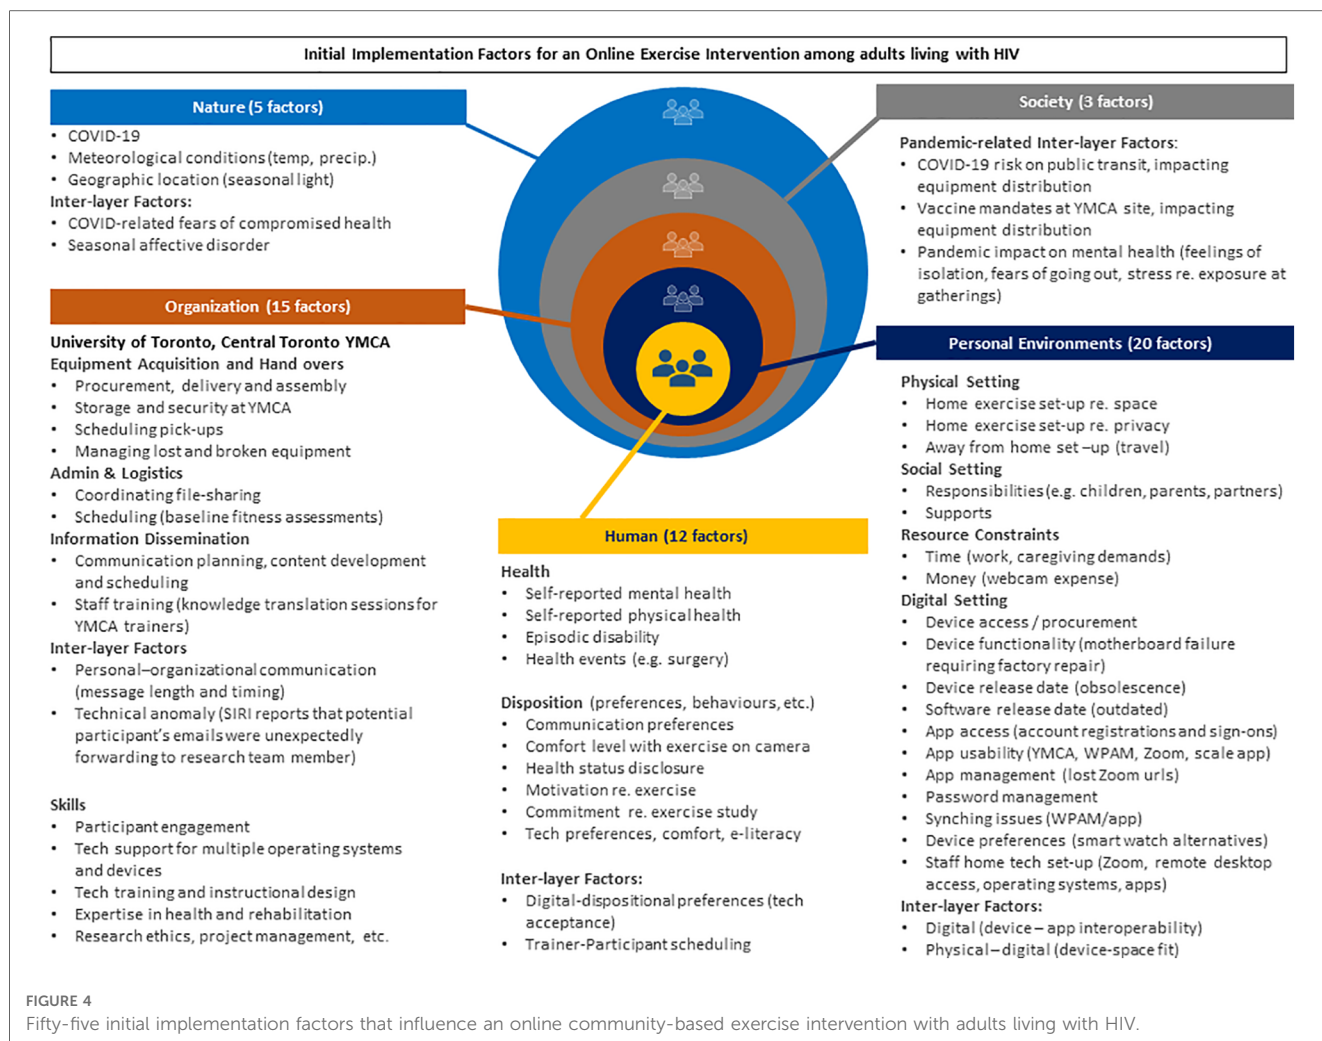 Initial Implementation Factors for an Online Exercise Intervention among adults living with HIV
Nature (5 factors)
• COVID-19
• Meteorological conditions (temp, precip.)
• Geographic location (seasonal light)
Inter-layer Factors:
• COVID-related fears of compromised health
• Seasonal affective disorder
Organization (15 factors)
University of Toronto, Central Toronto YMCA
Equipment Acquisition and Hand overs
• Procurement, delivery and assembly
• Storage and security at YMCA
• Scheduling pick-ups
• Managing lost and broken equipment
Admin & Logistics
• Coordinating file-sharing
• Scheduling (baseline fitness assessments)
Information Dissemination
• Communication planning, content development
and scheduling
• Staff training (knowledge translation sessions for
YMCA trainers)
Inter-layer Factors
• Personal–organizational communication
(message length and timing)
• Technical anomaly (SIRI reports that potential
participant's emails were unexpectedly
forwarding to research team member)
Skills
• Participant engagement
• Tech support for multiple operating systems
and devices
• Tech training and instructional design
• Expertise in health and rehabilitation
• Research ethics, project management, etc.
Human (12 factors)
Health
• Self-reported mental health
• Self-reported physical health
• Episodic disability
• Health events (e.g. surgery)
Disposition (preferences, behaviours, etc.)
• Communication preferences
• Comfort level with exercise on camera
• Health status disclosure
• Motivation re. exercise
• Commitment re. exercise study
• Tech preferences, comfort, e-literacy
Inter-layer Factors:
• Digital-dispositional preferences (tech
acceptance)
• Trainer-Participant scheduling
Society (3 factors)
Pandemic-related Inter-layer Factors:
• COVID-19 risk on public transit, impacting
equipment distribution
• Vaccine mandates at YMCA site, impacting
equipment distribution
• Pandemic impact on mental health (feelings of
isolation, fears of going out, stress re. exposure at
gatherings)
Personal Environments (20 factors)
Physical Setting
• Home exercise set-up re. space
• Home exercise set-up re. privacy
• Away from home set –up (travel)
Social Setting
• Responsibilities (e.g. children, parents, partners)
• Supports
Resource Constraints
• Time (work, caregiving demands)
• Money (webcam expense)
Digital Setting
• Device access / procurement
• Device functionality (motherboard failure
requiring factory repair)
• Device release date (obsolescence)
• Software release date (outdated)
• App access (account registrations and sign-ons)
• App usability (YMCA, WPAM, Zoom, scale app)
• App management (lost Zoom urls)
• Password management
• Synching issues (WPAM/app)
• Device preferences (smart watch alternatives)
• Staff home tech set-up (Zoom, remote desktop
access, operating systems, apps)
Inter-layer Factors:
• Digital (device – app interoperability)
• Physical – digital (device-space fit)
FIGURE 4
Fifty-five initial implementation factors that influence an online community-based exercise intervention with adults living with HIV.